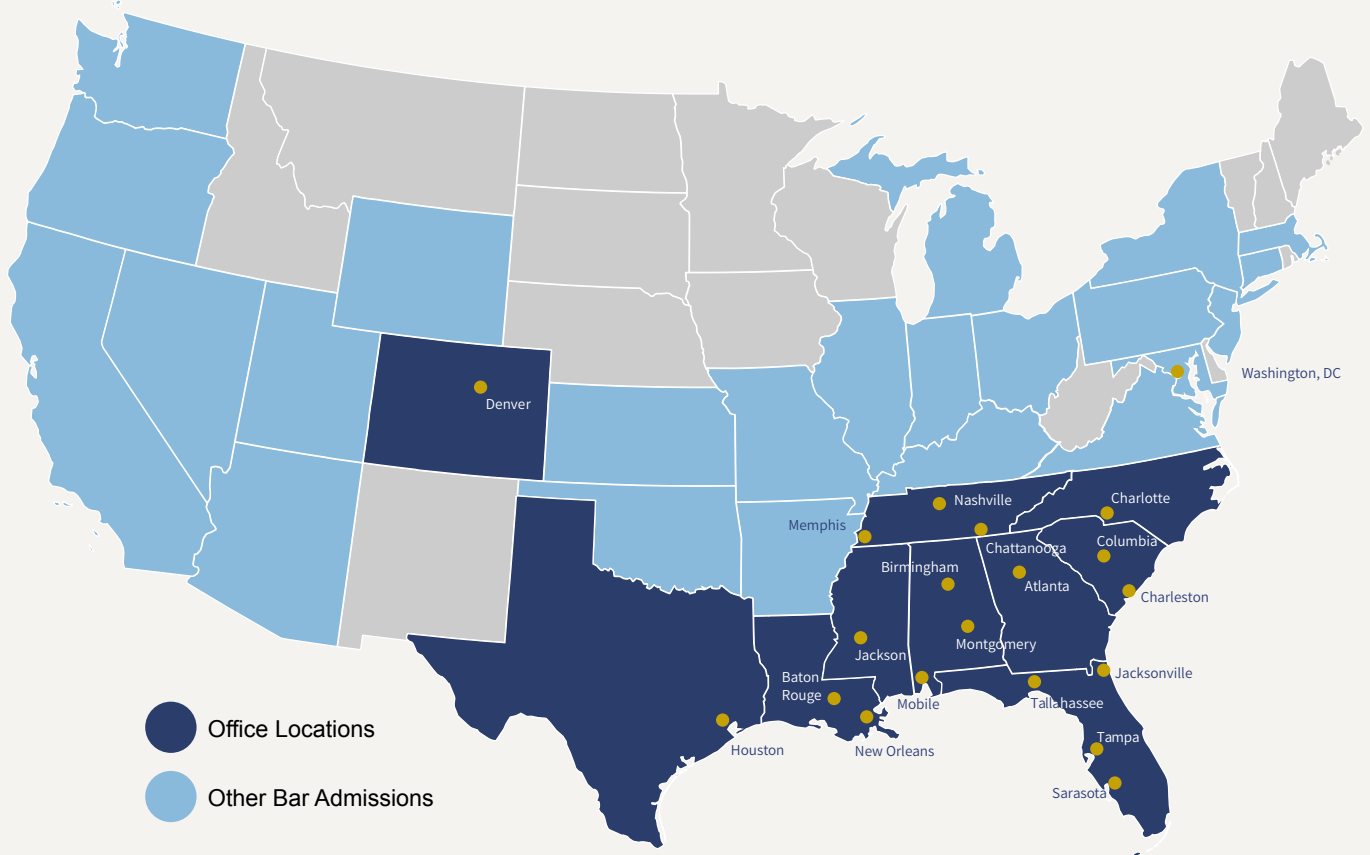 Washington, DC
Denver
Nashville
Charlotte
Memphis
Chattanooga
Columbia
Birmingham
Atlanta
Charleston
Montgomery
Jackson
Jacksonville
Baton
Rouge
Mobile
Tallahassee
Houston
New Orleans
Tampa
Sarasota
Office Locations
Other Bar Admissions